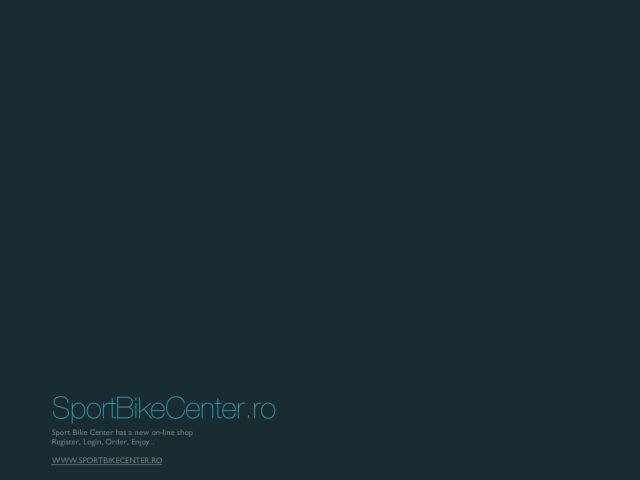 SportBikeCenter.ro
Sport Bike Center has a new on-line shop
Register, Login, Order, Enjoy...
WWW.SPORTBIKECENTER.RO